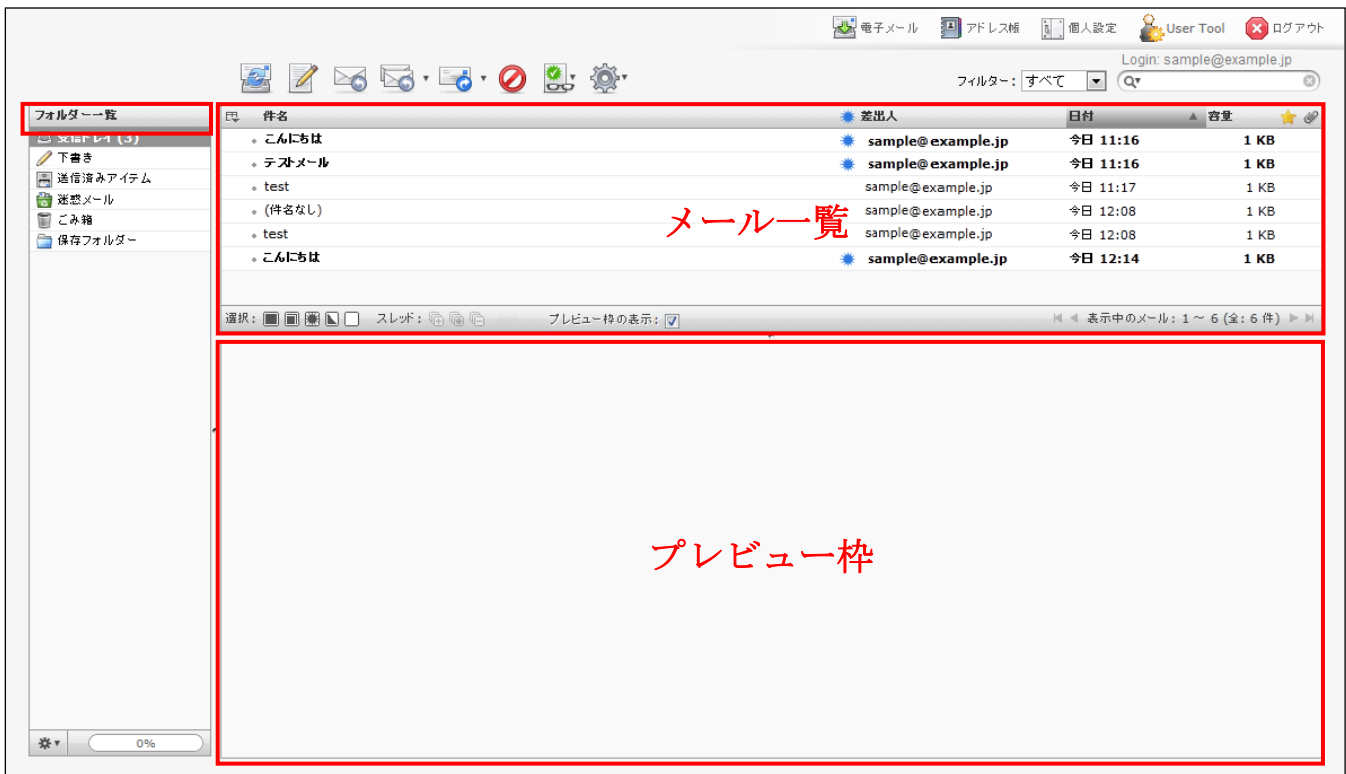 電子メール アドレス帳 個人設定 User Tool ログアウト
Login: sample@example.jp
フィルター: すべて
フォルダー一覧
件名 差出人 日付 容量
受信トレイ (3)
下書き
送信済みアイテム
迷惑メール
ごみ箱
保存フォルダー
こんにちは sample@example.jp 今日 11:16 1 KB
テストメール sample@example.jp 今日 11:16 1 KB
test sample@example.jp 今日 11:17 1 KB
(件名なし) sample@example.jp 今日 12:08 1 KB
test sample@example.jp 今日 12:08 1 KB
こんにちは sample@example.jp 今日 12:14 1 KB
メール一覧
選択: スレッド: プレビュー枠の表示: 表示中のメール: 1 ～ 6 (全: 6 件)
プレビュー枠
0%